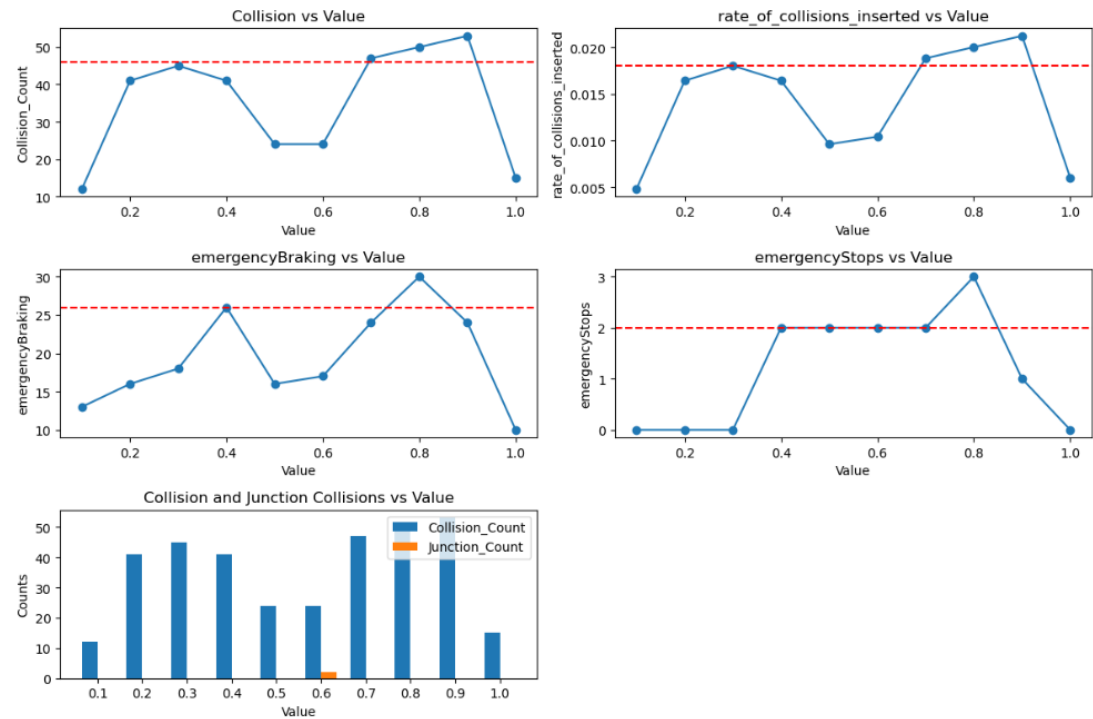 Collision vs Value
Collision_Count
50
40
30
20
10
0.2 0.4 0.6 0.8 1.0
Value
rate_of_collisions_inserted vs Value
rate_of_collisions_inserted
0.020
0.015
0.010
0.005
0.2 0.4 0.6 0.8 1.0
Value
emergencyBraking vs Value
emergencyBraking
30
25
20
15
10
0.2 0.4 0.6 0.8 1.0
Value
emergencyStops vs Value
emergencyStops
3
2
1
0
0.2 0.4 0.6 0.8 1.0
Value
Collision and Junction Collisions vs Value
Counts
50
40
30
20
10
0
Collision_Count
Junction_Count
0.1 0.2 0.3 0.4 0.5 0.6 0.7 0.8 0.9 1.0
Value